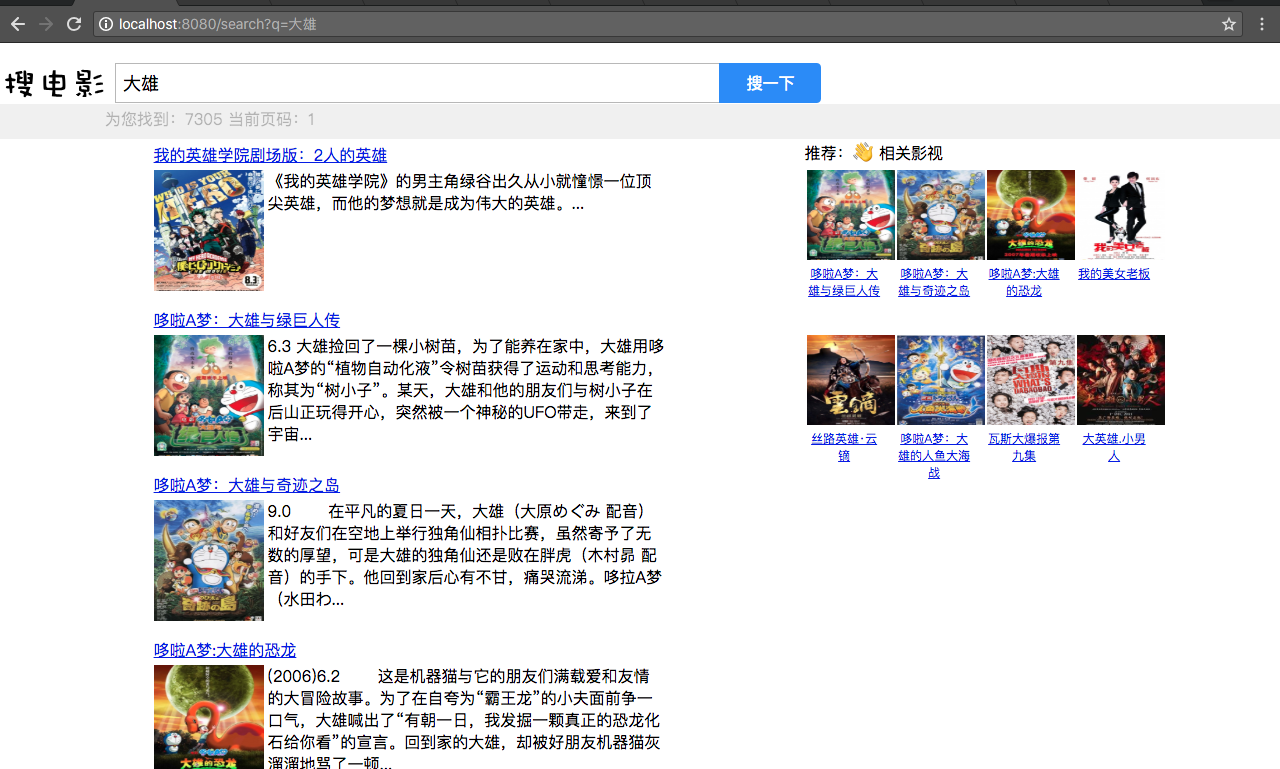 localhost:8080/search?q=大雄
搜电影
大雄
搜一下
为您找到：7305 当前页码：1
我的英雄学院剧场版：2人的英雄
《我的英雄学院》的男主角绿谷出久从小就憧憬一位顶
尖英雄，而他的梦想就是成为伟大的英雄。...
哆啦A梦：大雄与绿巨人传
6.3 大雄捡回了一棵小树苗，为了能养在家中，大雄用哆
啦A梦的“植物自动化液”令树苗获得了运动和思考能力，
称其为“树小子”。某天，大雄和他的朋友们与树小子在
后山正玩得开心，突然被一个神秘的UFO带走，来到了
宇宙...
哆啦A梦：大雄与奇迹之岛
9.0 在平凡的夏日一天，大雄（大原めぐみ 配音）
和好友们在空地上举行独角仙相扑比赛，虽然寄予了无
数的厚望，可是大雄的独角仙还是败在胖虎（木村昴 配
音）的手下。他回到家后心有不甘，痛哭流涕。哆拉A梦
（水田わ...
奇跡の島
哆啦A梦:大雄的恐龙
(2006)6.2 这是机器猫与它的朋友们满载爱和友情
的大冒险故事。为了在自夸为“霸王龙”的小夫面前争一
口气，大雄喊出了“有朝一日，我发掘一颗真正的恐龙化
石给你看”的宣言。回到家的大雄，却被好朋友机器猫灰
溜溜地骂了一顿...
大雄的恐龙
推荐：👋 相关影视
哆啦A梦：大
雄与绿巨人传
哆啦A梦：大
雄与奇迹之岛
哆啦A梦:大雄
的恐龙
我的美女老板
丝路英雄·云
镝
哆啦A梦：大
雄的人鱼大海
战
瓦斯大爆报第
九集
大英雄.小男
人